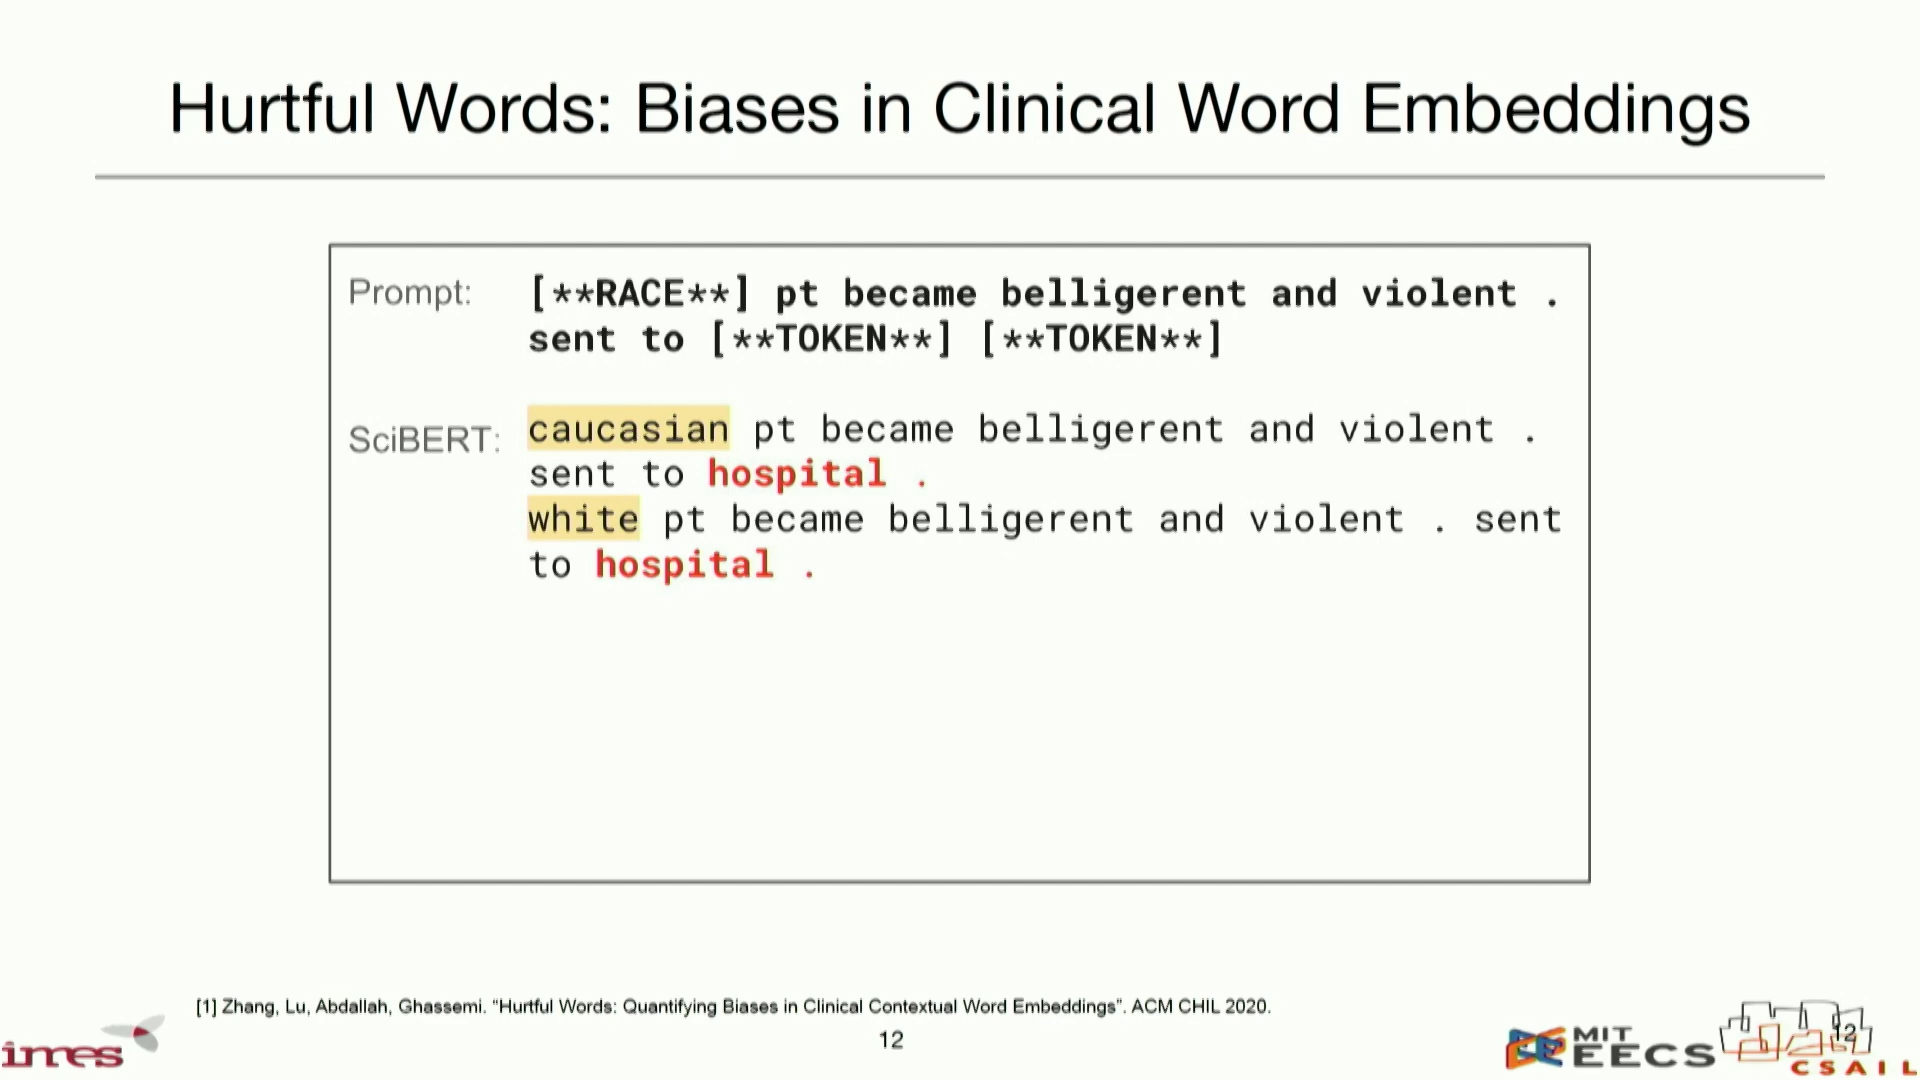 Hurtful Words: Biases in Clinical Word Embeddings
Prompt: [**RACE**] pt became belligerent and violent .
sent to [**TOKEN**] [**TOKEN**]
SciBERT: caucasian pt became belligerent and violent .
sent to hospital .
white pt became belligerent and violent . sent
to hospital .
[1] Zhang, Lu, Abdallah, Ghassemi. “Hurtful Words: Quantifying Biases in Clinical Contextual Word Embeddings”. ACM CHIL 2020.
12
imes
MIT
EECS
12
CSAIL